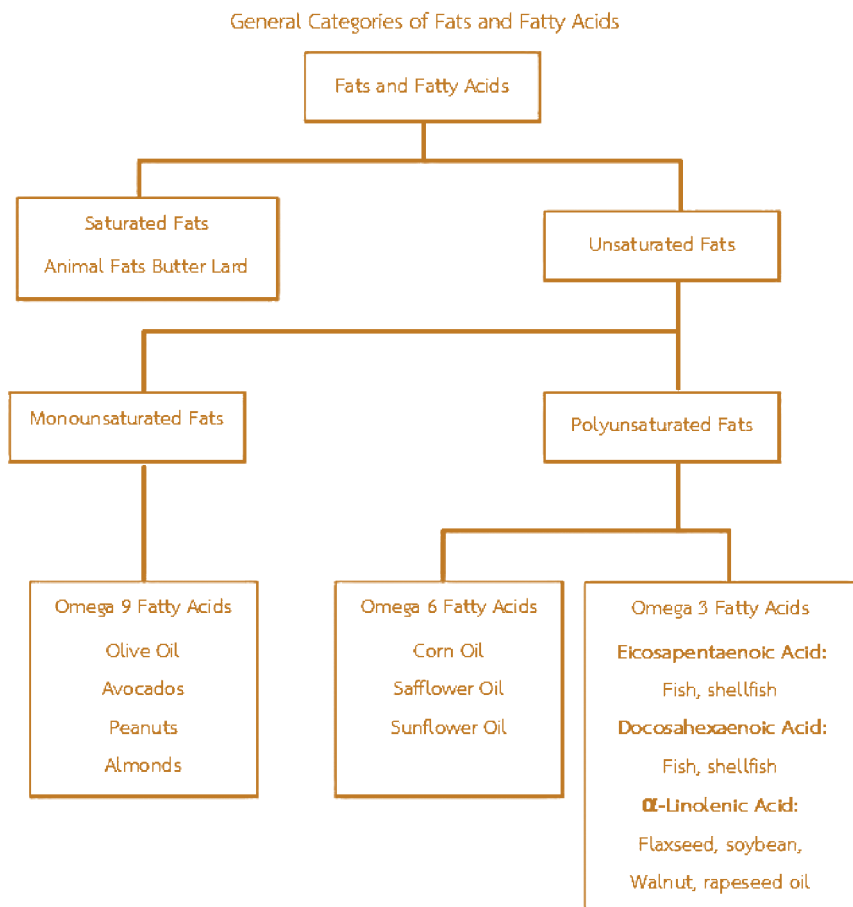 General Categories of Fats and Fatty Acids
Fats and Fatty Acids
Saturated Fats
Animal Fats Butter Lard
Unsaturated Fats
Monounsaturated Fats
Polyunsaturated Fats
Omega 9 Fatty Acids
Olive Oil
Avocados
Peanuts
Almonds
Omega 6 Fatty Acids
Corn Oil
Safflower Oil
Sunflower Oil
Omega 3 Fatty Acids
Eicosapentaenoic Acid:
Fish, shellfish
Docosahexaenoic Acid:
Fish, shellfish
α-Linolenic Acid:
Flaxseed, soybean,
Walnut, rapeseed oil